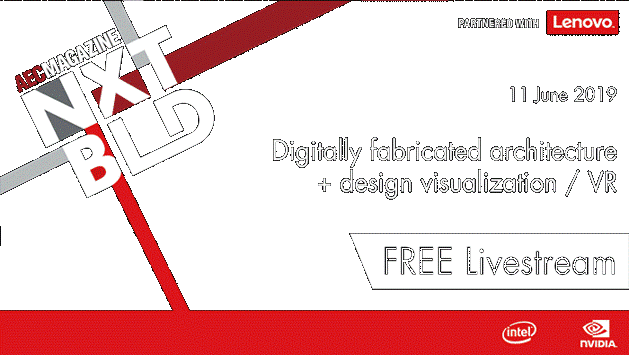 PARTNERED WITH Lenovo.
AEC MAGAZINE
NXT
BLD
11 June 2019
Digitally fabricated architecture
+ design visualization / VR
FREE Livestream
intel
NVIDIA.